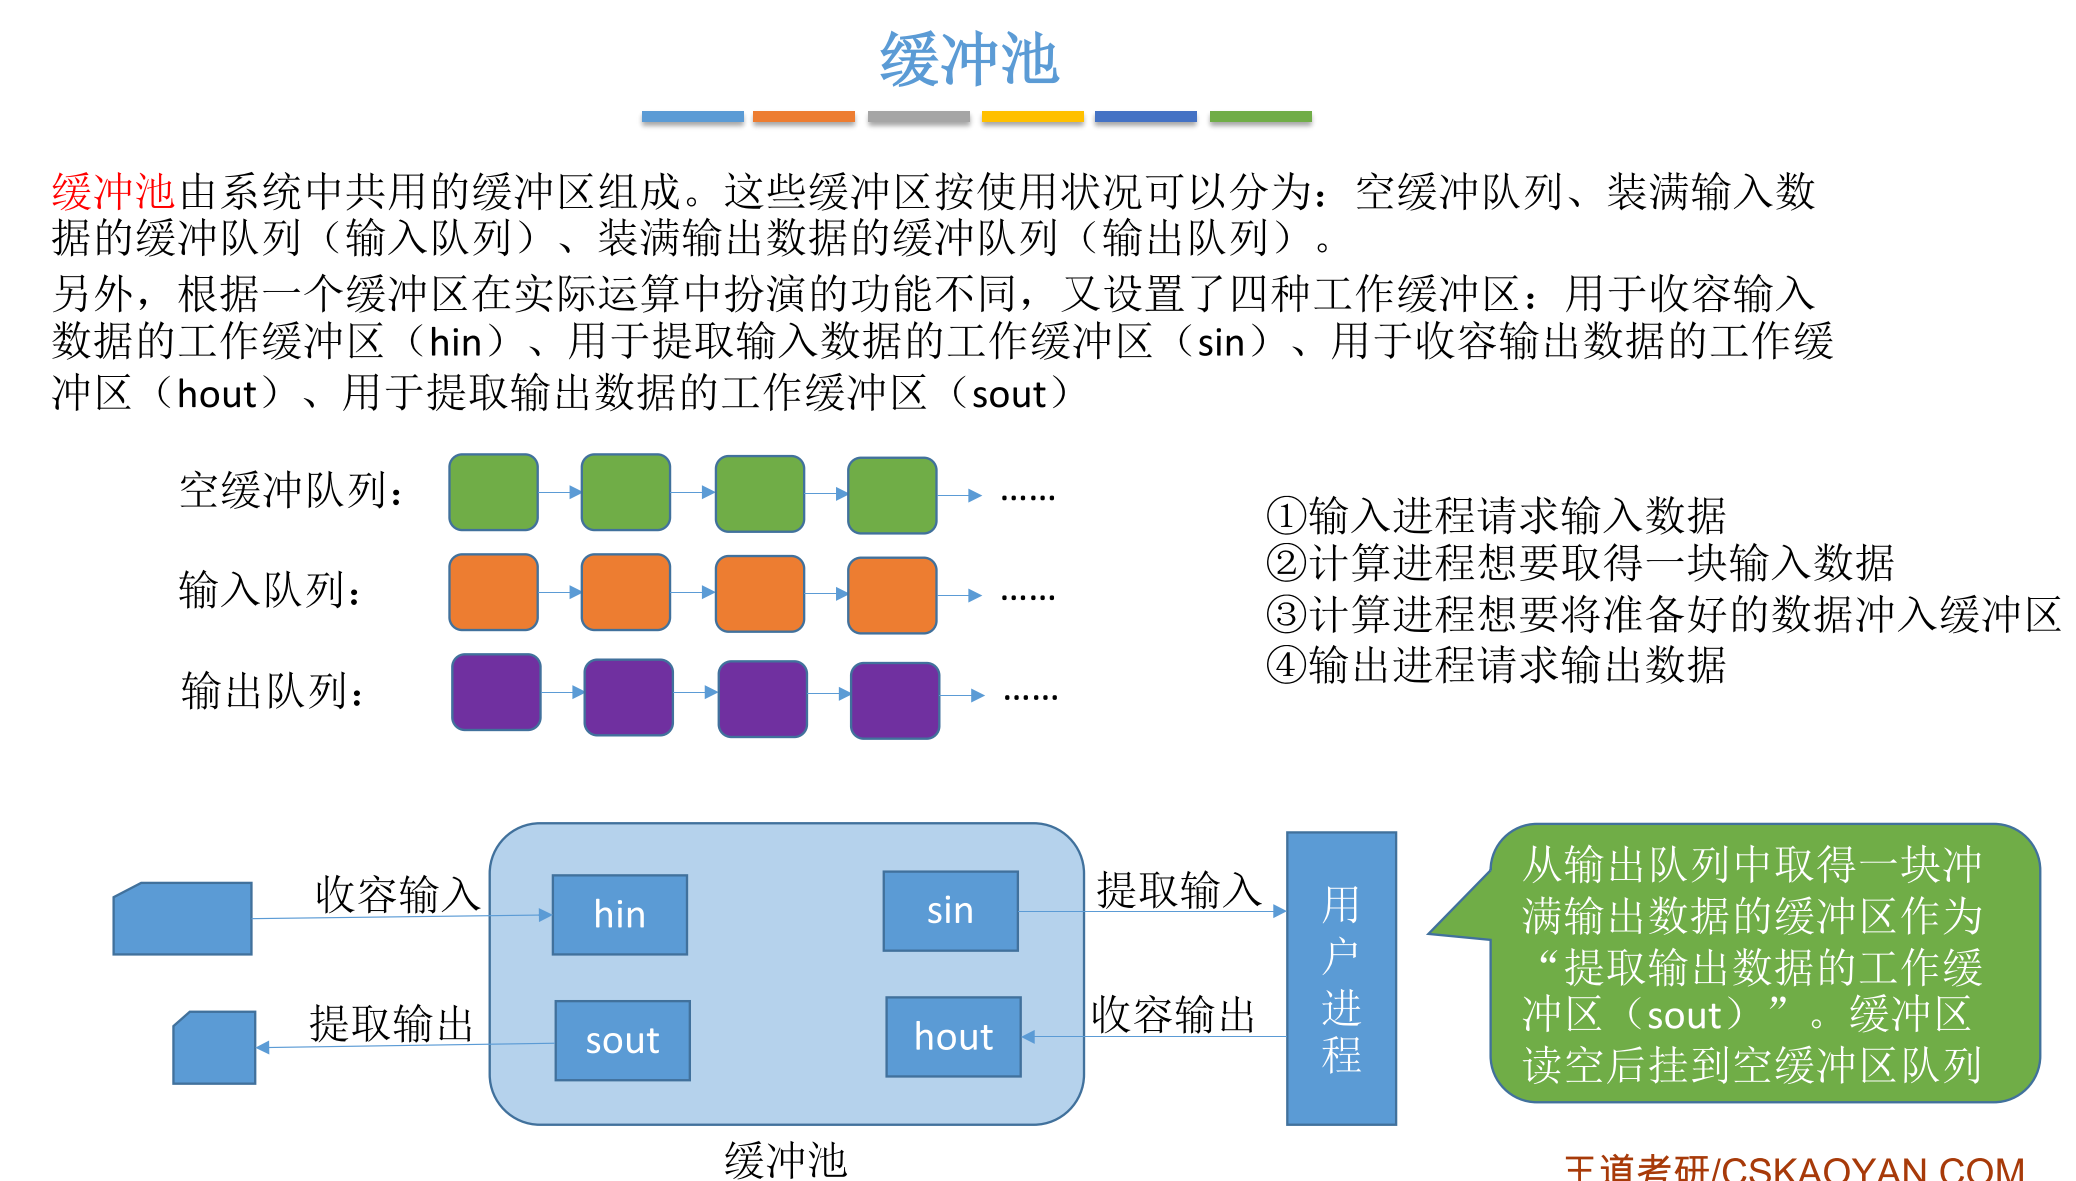 缓冲池
缓冲池由系统中共用的缓冲区组成。这些缓冲区按使用状况可以分为：空缓冲队列、装满输入数
据的缓冲队列（输入队列）、装满输出数据的缓冲队列（输出队列）。
另外，根据一个缓冲区在实际运算中扮演的功能不同，又设置了四种工作缓冲区：用于收容输入
数据的工作缓冲区（hin）、用于提取输入数据的工作缓冲区（sin）、用于收容输出数据的工作缓
冲区（hout）、用于提取输出数据的工作缓冲区（sout）
空缓冲队列：
……
输入队列：
……
输出队列：
……
①输入进程请求输入数据
②计算进程想要取得一块输入数据
③计算进程想要将准备好的数据冲入缓冲区
④输出进程请求输出数据
收容输入
hin
sin
提取输入
提取输出
sout
hout
收容输出
用
户
进
程
缓冲池
从输出队列中取得一块冲
满输出数据的缓冲区作为
“提取输出数据的工作缓
冲区（sout）”。缓冲区
读空后挂到空缓冲区队列
王道考研/CSKAOYAN.COM